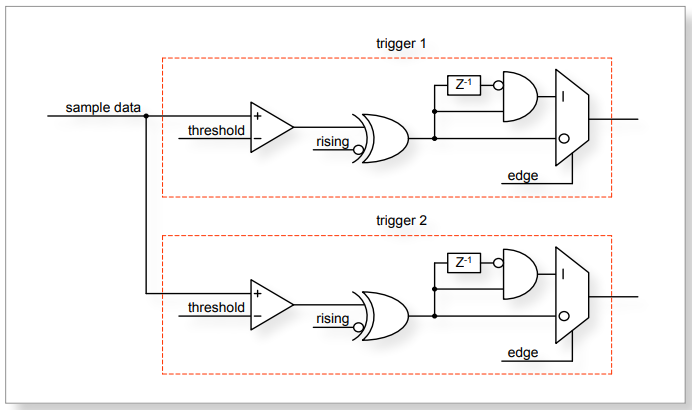 trigger 1
sample data
+
threshold
−
rising
Z-1
I
O
edge
trigger 2
+
threshold
−
rising
Z-1
I
O
edge